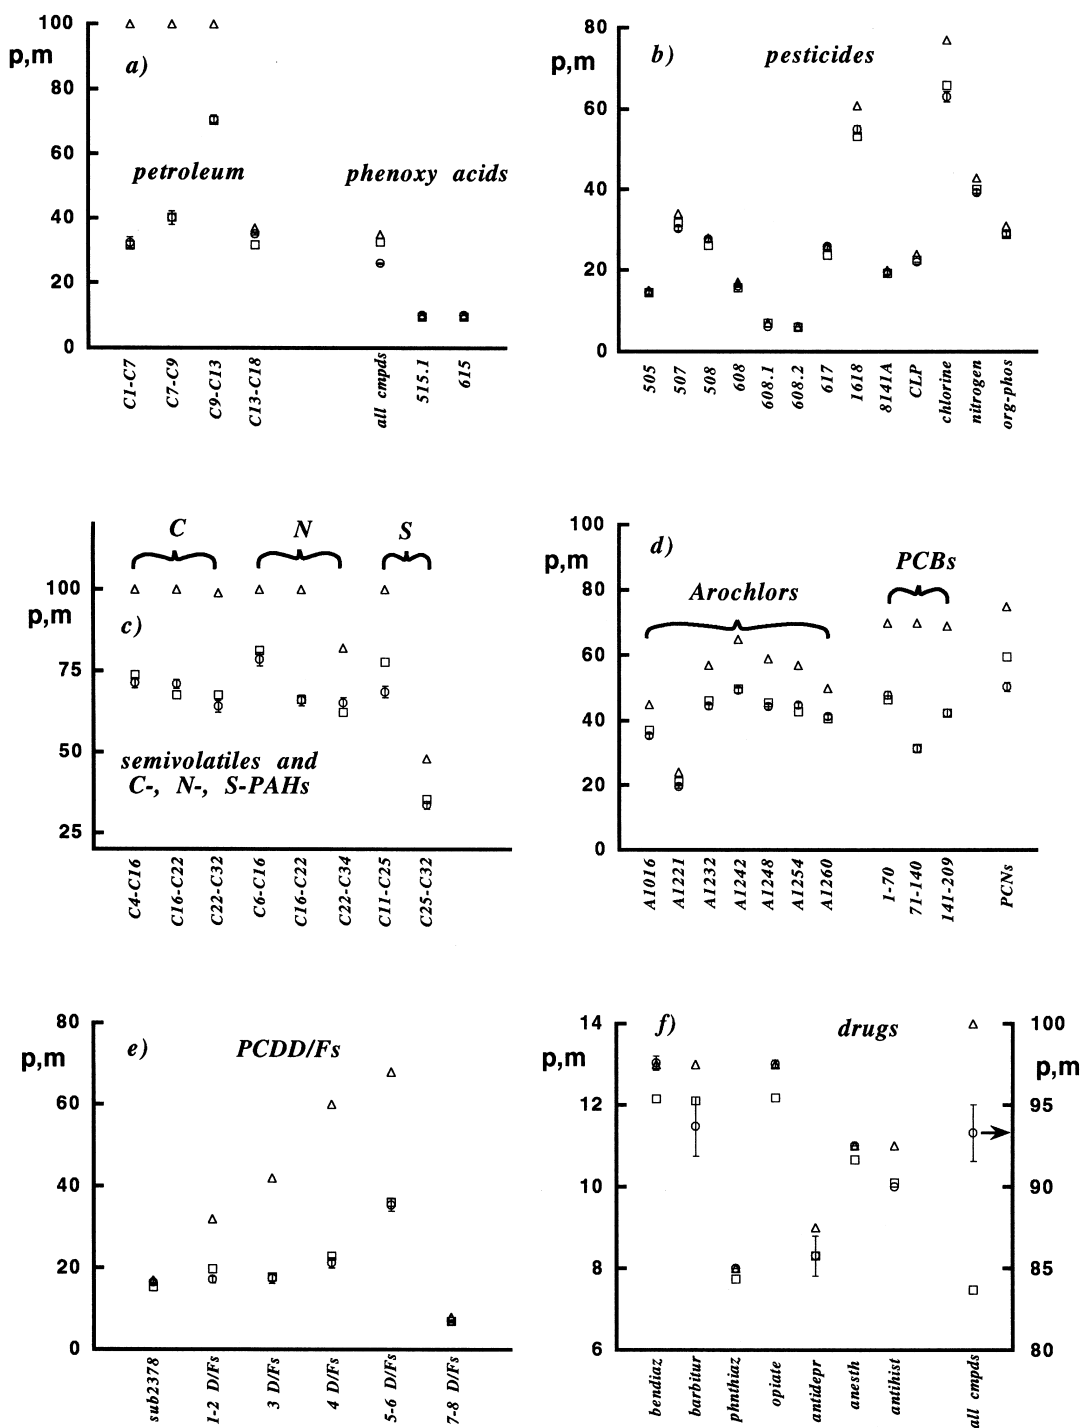 100
p,m
80
60
40
20
0
a)
petroleum
phenoxy acids
C1-C7
C7-C9
C9-C13
C13-C18
all cmpds
515.1
615
80
p,m
60
40
20
0
b)
pesticides
505
507
508
608
608.1
608.2
617
1618
8141A
CLP
chlorine
nitrogen
org-phos
C
N
S
100
p,m
75
50
25
c)
semivolatiles and
C-, N-, S-PAHs
C4-C16
C16-C22
C22-C32
C6-C16
C16-C22
C22-C34
C11-C25
C25-C32
100
p,m
80
60
40
20
0
d)
Arochlors
PCBs
A1016
A1221
A1232
A1242
A1248
A1254
A1260
1-70
71-140
141-209
PCNs
80
p,m
60
40
20
0
e)
PCDD/Fs
sub2378
1-2 D/Fs
3 D/Fs
4 D/Fs
5-6 D/Fs
7-8 D/Fs
14
p,m
12
10
8
6
f)
drugs
100
p,m
95
90
85
80
bendiaz
barbitur
phnthiaz
opiate
antidepr
anesth
antihist
all cmpds